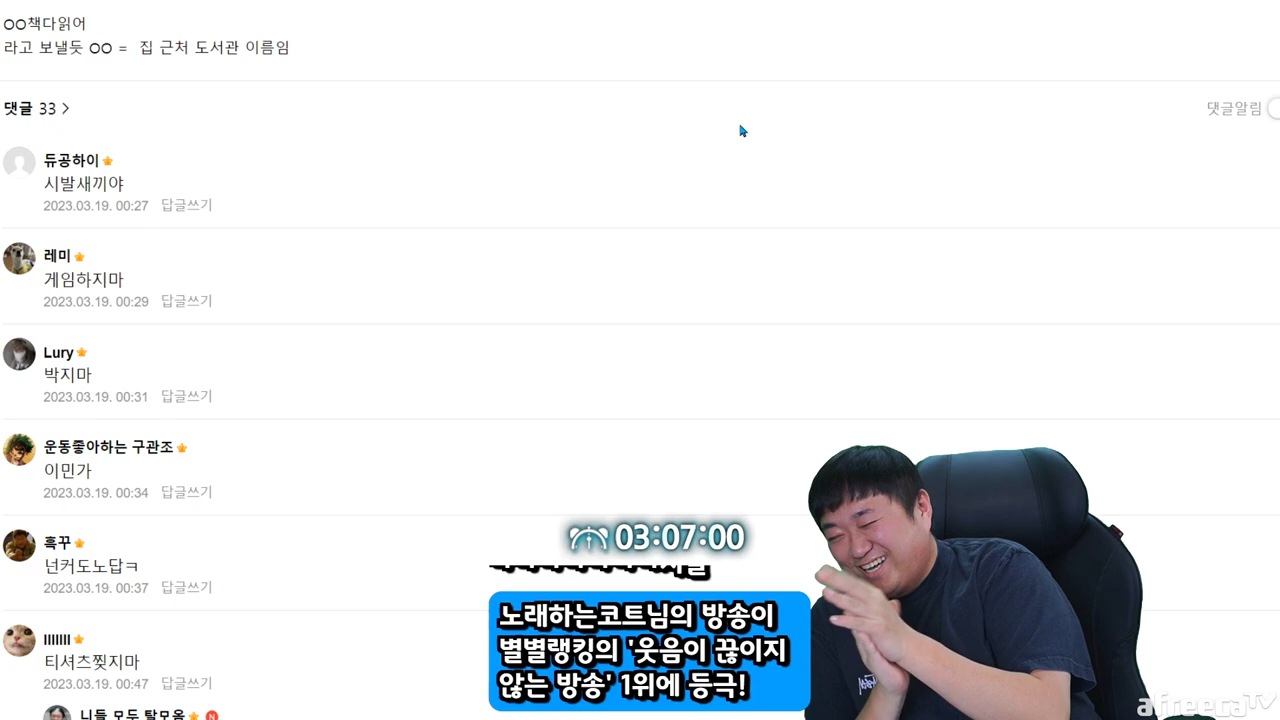 ○○책다읽어
라고 보낼듯 ○○ = 집 근처 도서관 이름임
댓글 33 >
댓글알림
듀공하이
시발새끼야
2023.03.19. 00:27 답글쓰기
레미
게임하지마
2023.03.19. 00:29 답글쓰기
Lury
박지마
2023.03.19. 00:31 답글쓰기
운동좋아하는 구관조
이민가
2023.03.19. 00:34 답글쓰기
흑꾸
넌커도노답ㅋ
2023.03.19. 00:37 답글쓰기
lllllll
티셔츠찢지마
2023.03.19. 00:47 답글쓰기
니들 모두 탈모옴 N
03:07:00
노래하는코트님의 방송이
별별랭킹의 '웃음이 끊이지
않는 방송' 1위에 등극!
afreecaTV